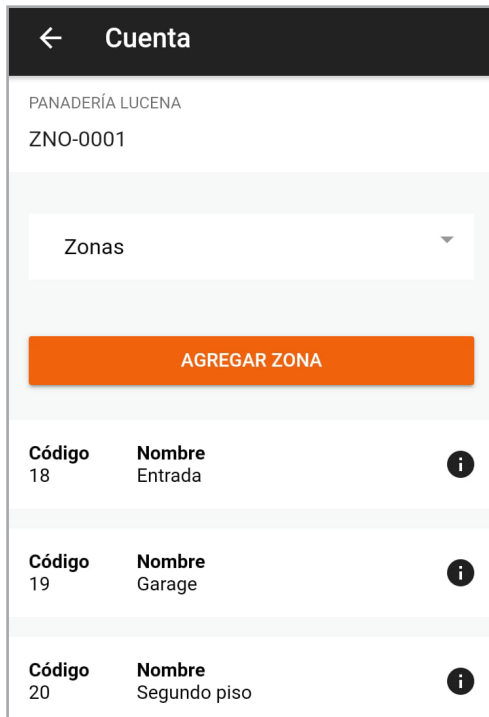 Cuenta
PANADERÍA LUCENA
ZNO-0001
Zonas
AGREGAR ZONA
Código Nombre
18 Entrada
Código Nombre
19 Garage
Código Nombre
20 Segundo piso